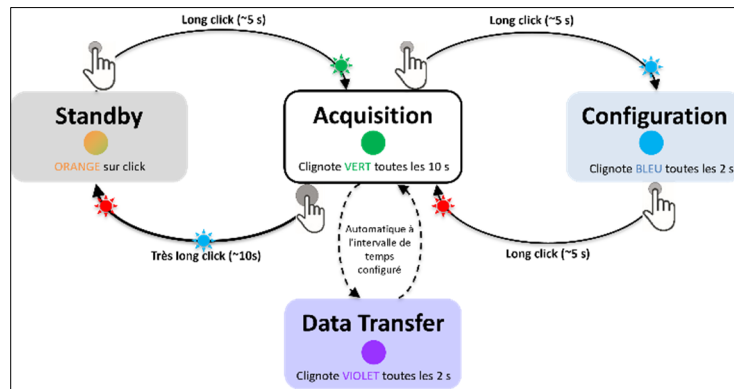 Long click (~5 s)
Long click (~5 s)
Standby
ORANGE sur click
Acquisition
Clignote VERT toutes les 10 s
Configuration
Clignote BLEU toutes les 2 s
Très long click (~10s)
Automatique à
l'intervalle de
temps
configuré
Long click (~5 s)
Data Transfer
Clignote VIOLET toutes les 2 s